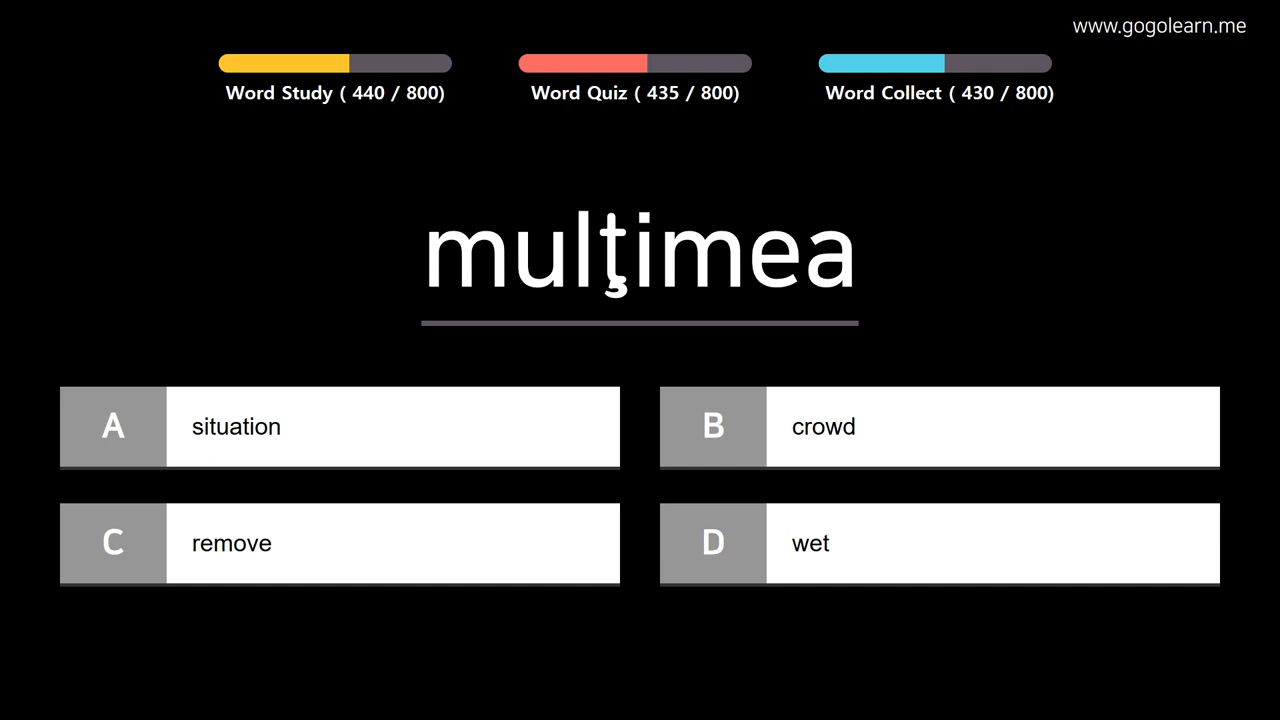 www.gogolearn.me
Word Study ( 440 / 800)
Word Quiz ( 435 / 800)
Word Collect ( 430 / 800)
mulţimea
A situation
B crowd
C remove
D wet